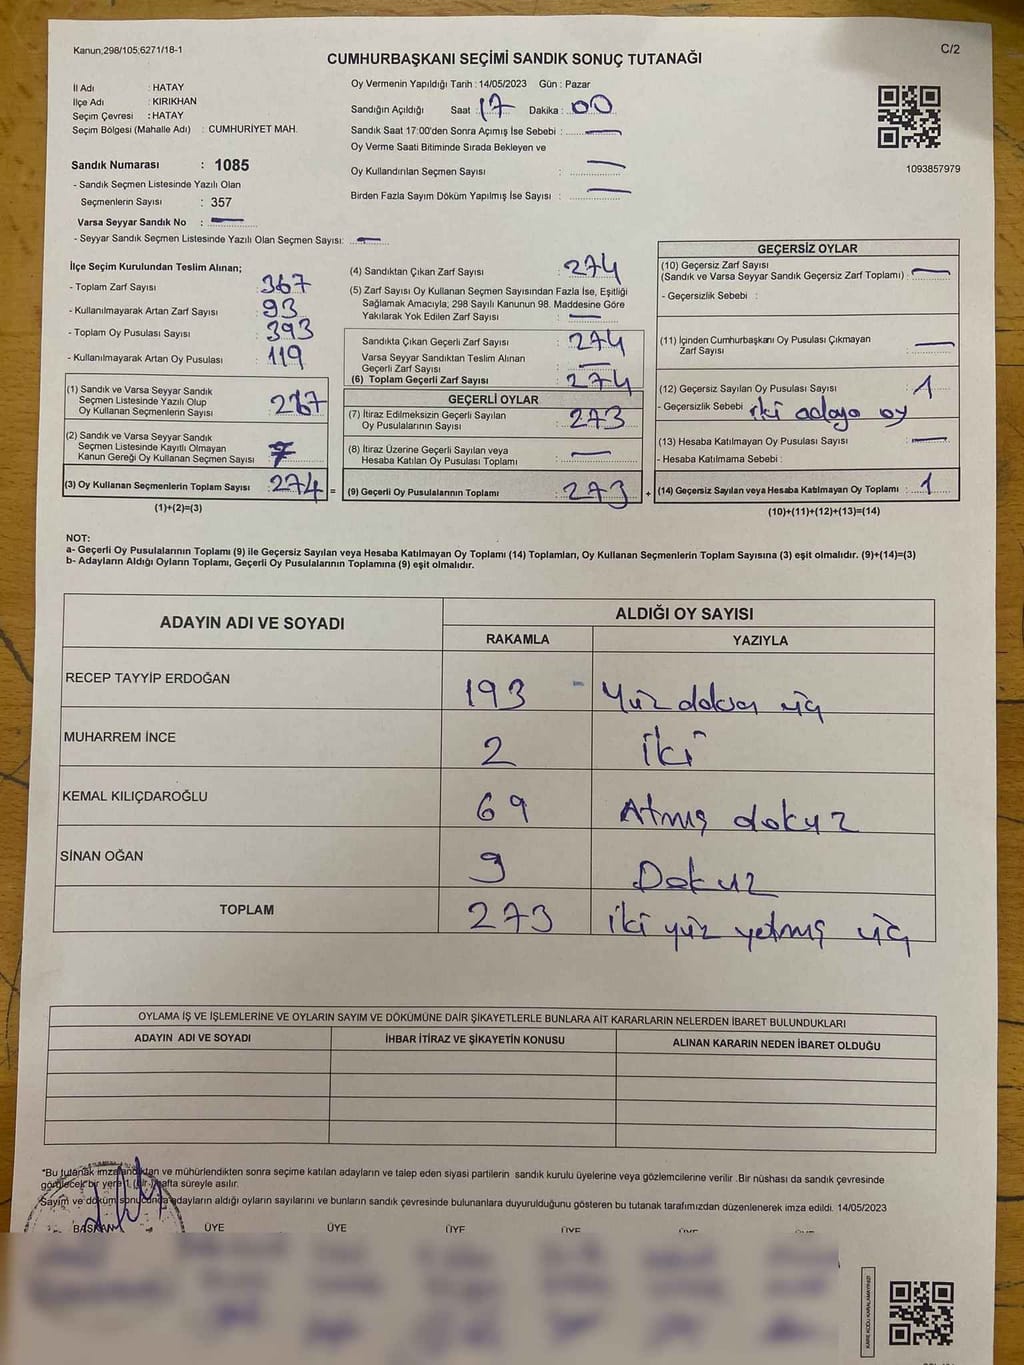 Kanun,298/105,6271/18-1
C/2
CUMHURBAŞKANI SEÇİMİ SANDIK SONUÇ TUTANAĞI
İl Adı : HATAY
İlçe Adı : KIRIKHAN
Seçim Çevresi : HATAY
Seçim Bölgesi (Mahalle Adı) : CUMHURİYET MAH.
Sandık Numarası : 1085
- Sandık Seçmen Listesinde Yazılı Olan
Seçmenlerin Sayısı : 357
Varsa Seyyar Sandık No : —
- Seyyar Sandık Seçmen Listesinde Yazılı Olan Seçmen Sayısı: —
Oy Vermenin Yapıldığı Tarih : 14/05/2023 Gün : Pazar
Sandığın Açıldığı Saat : 17 Dakika : 00
Sandık Saat 17:00'den Sonra Açımış İse Sebebi : —
Oy Verme Saati Bitiminde Sırada Bekleyen ve
Oy Kullandırılan Seçmen Sayısı : —
Birden Fazla Sayım Döküm Yapılmış İse Sayısı : —
1093857979
İlçe Seçim Kurulundan Teslim Alınan;
- Toplam Zarf Sayısı : 367
- Kullanılmayarak Artan Zarf Sayısı : 93
- Toplam Oy Pusulası Sayısı : 393
- Kullanılmayarak Artan Oy Pusulası : 119
(1) Sandık ve Varsa Seyyar Sandık
Seçmen Listesinde Yazılı Olup
Oy Kullanan Seçmenlerin Sayısı : 267
(2) Sandık ve Varsa Seyyar Sandık
Seçmen Listesinde Kayıtlı Olmayan
Kanun Gereği Oy Kullanan Seçmen Sayısı : 7
(3) Oy Kullanan Seçmenlerin Toplam Sayısı : 274 =
(1)+(2)=(3)
(4) Sandıktan Çıkan Zarf Sayısı : 274
(5) Zarf Sayısı Oy Kullanan Seçmen Sayısından Fazla İse, Eşitliği
Sağlamak Amacıyla, 298 Sayılı Kanunun 98. Maddesine Göre
Yakılarak Yok Edilen Zarf Sayısı : —
Sandıkta Çıkan Geçerli Zarf Sayısı : 274
Varsa Seyyar Sandıktan Teslim Alınan
Geçerli Zarf Sayısı : —
(6) Toplam Geçerli Zarf Sayısı : 274
GEÇERLİ OYLAR
(7) İtiraz Edilmeksizin Geçerli Sayılan
Oy Pusulalarının Sayısı : 273
(8) İtiraz Üzerine Geçerli Sayılan veya
Hesaba Katılan Oy Pusulası Toplamı : —
(9) Geçerli Oy Pusulalarının Toplamı : 273 +
GEÇERSİZ OYLAR
(10) Geçersiz Zarf Sayısı
(Sandık ve Varsa Seyyar Sandık Geçersiz Zarf Toplamı) : —
- Geçersizlik Sebebi :
(11) İçinden Cumhurbaşkanı Oy Pusulası Çıkmayan
Zarf Sayısı : —
(12) Geçersiz Sayılan Oy Pusulası Sayısı : 1
- Geçersizlik Sebebi : iki adaya oy
(13) Hesaba Katılmayan Oy Pusulası Sayısı : —
- Hesaba Katılmama Sebebi :
(14) Geçersiz Sayılan veya Hesaba Katılmayan Oy Toplamı : 1
(10)+(11)+(12)+(13)=(14)
NOT:
a- Geçerli Oy Pusulalarının Toplamı (9) ile Geçersiz Sayılan veya Hesaba Katılmayan Oy Toplamı (14) Toplamları, Oy Kullanan Seçmenlerin Toplam Sayısına (3) eşit olmalıdır. (9)+(14)=(3)
b- Adayların Aldığı Oyların Toplamı, Geçerli Oy Pusulalarının Toplamına (9) eşit olmalıdır.
ADAYIN ADI VE SOYADI
ALDIĞI OY SAYISI
RAKAMLA YAZIYLA
RECEP TAYYİP ERDOĞAN 193 Yüz doksan üç
MUHARREM İNCE 2 iki
KEMAL KILIÇDAROĞLU 69 Atmış dokuz
SİNAN OĞAN 9 Dokuz
TOPLAM 273 iki yüz yetmiş üç
OYLAMA İŞ VE İŞLEMLERİNE VE OYLARIN SAYIM VE DÖKÜMÜNE DAİR ŞİKAYETLERLE BUNLARA AİT KARARLARIN NELERDEN İBARET BULUNDUKLARI
ADAYIN ADI VE SOYADI İHBAR İTİRAZ VE ŞİKAYETİN KONUSU ALINAN KARARIN NEDEN İBARET OLDUĞU
*Bu tutanak imzalandıktan ve mühürlendikten sonra seçime katılan adayların ve talep eden siyasi partilerin sandık kurulu üyelerine veya gözlemcilerine verilir .Bir nüshası da sandık çevresinde
görülecek bir yere 1 (Bir) hafta süreyle asılır.
Sayım ve döküm sonucunda adayların aldığı oyların sayılarını ve bunların sandık çevresinde bulunanlara duyurulduğunu gösteren bu tutanak tarafımızdan düzenlenerek imza edildi. 14/05/2023
BAŞKAN ÜYE ÜYE ÜYE ÜYE